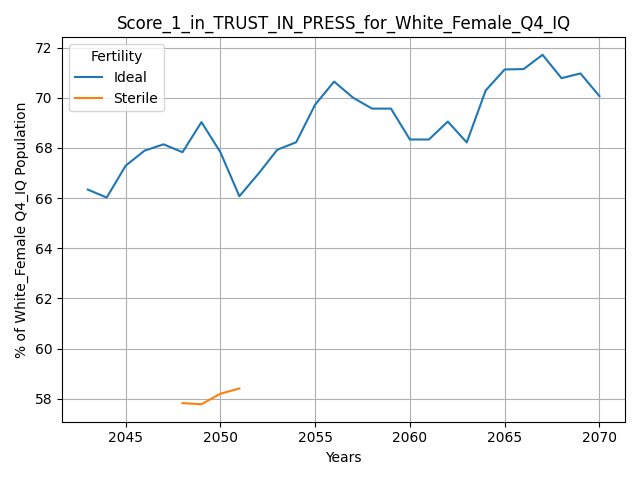 Score_1_in_TRUST_IN_PRESS_for_White_Female_Q4_IQ
Fertility
Ideal
Sterile
% of White_Female Q4_IQ Population
72
70
68
66
64
62
60
58
2045 2050 2055 2060 2065 2070
Years